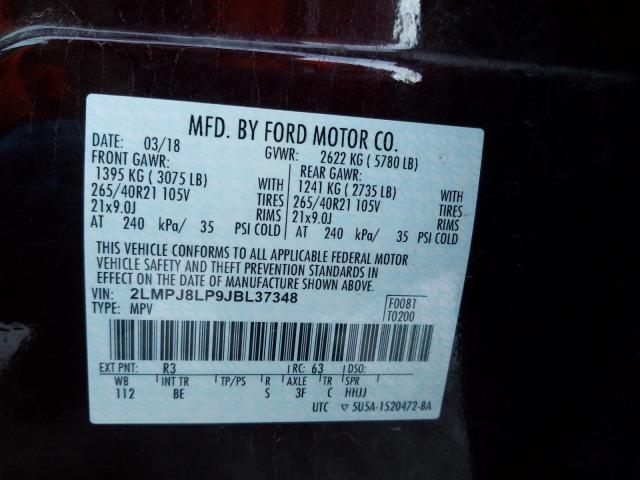 MFD. BY FORD MOTOR CO.
DATE: 03/18 GVWR: 2622 KG ( 5780 LB)
FRONT GAWR: REAR GAWR:
1395 KG ( 3075 LB) WITH 1241 KG ( 2735 LB) WITH
265/40R21 105V TIRES 265/40R21 105V TIRES
21x9.0J RIMS 21x9.0J RIMS
AT 240 kPa/ 35 PSI COLD AT 240 kPa/ 35 PSI COLD
THIS VEHICLE CONFORMS TO ALL APPLICABLE FEDERAL MOTOR
VEHICLE SAFETY AND THEFT PREVENTION STANDARDS IN
EFFECT ON THE DATE OF MANUFACTURE SHOWN ABOVE.
VIN: 2LMPJ8LP9JBL37348 F0081
TYPE: MPV T0200
EXT PNT: R3 RC: 63 DSO:
WB INT TR TP/PS R AXLE TR SPR
112 BE S 3F C HHJJ
UTC ▽ 5U5A-1520472-BA